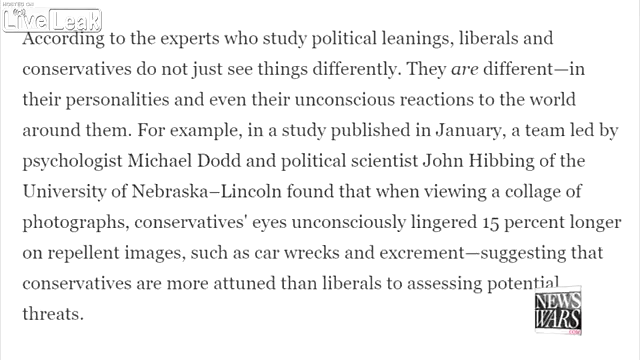 HOSTED ON
LiveLeak
According to the experts who study political leanings, liberals and
conservatives do not just see things differently. They are different—in
their personalities and even their unconscious reactions to the world
around them. For example, in a study published in January, a team led by
psychologist Michael Dodd and political scientist John Hibbing of the
University of Nebraska–Lincoln found that when viewing a collage of
photographs, conservatives' eyes unconsciously lingered 15 percent longer
on repellent images, such as car wrecks and excrement—suggesting that
conservatives are more attuned than liberals to assessing potential
threats.
NEWS
WARS
.COM